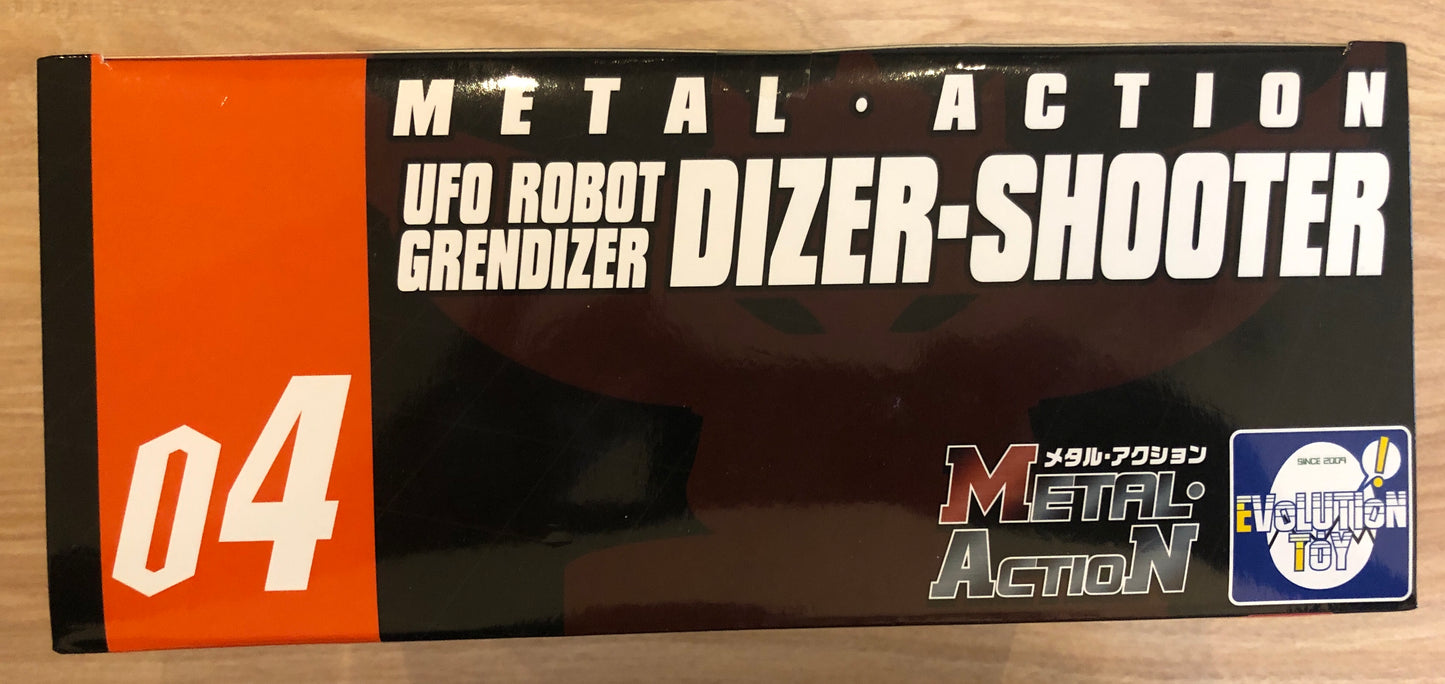 METAL・ACTION
UFO ROBOT
GRENDIZER
DIZER-SHOOTER
04
メタル・アクション
METAL・
ACTION
SINCE 2009
EVOLUTION!
TOY